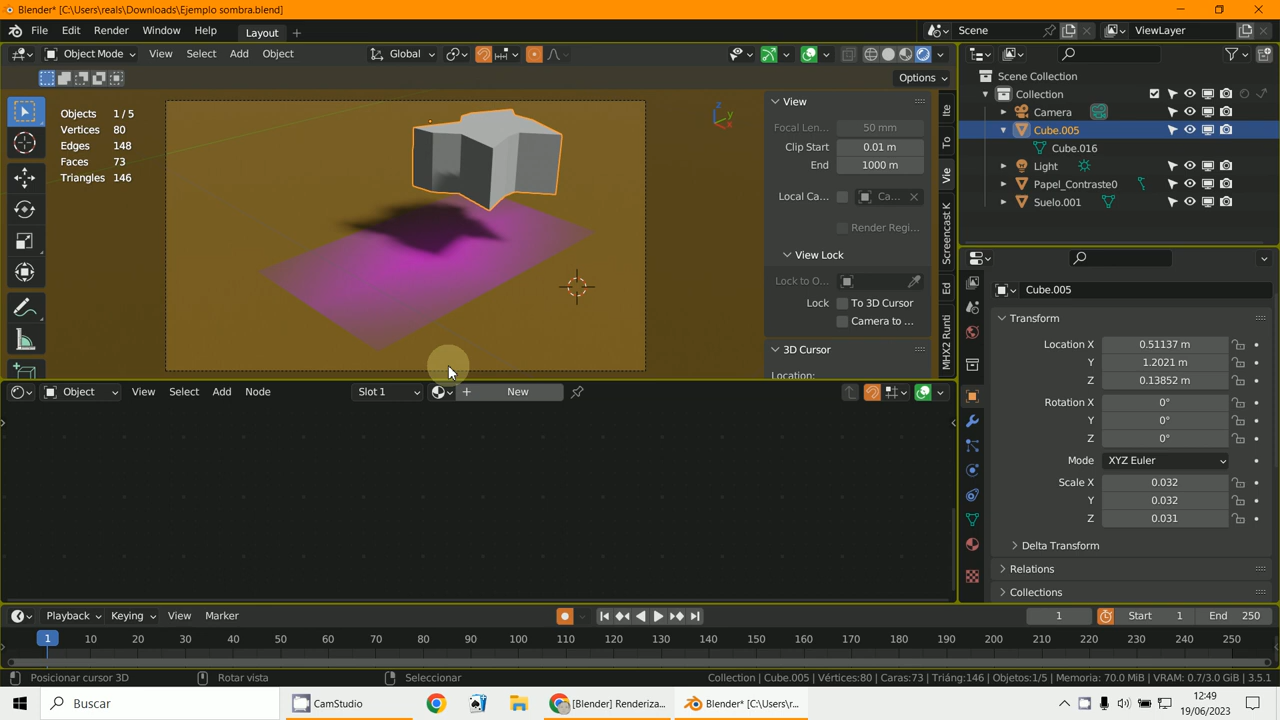 Blender* [C:\Users\reals\Downloads\Ejemplo sombra.blend]
File Edit Render Window Help Layout + Scene ViewLayer
Object Mode View Select Add Object Global
Options
Objects 1 / 5
Vertices 80
Edges 148
Faces 73
Triangles 146
View
Focal Len... 50 mm
Clip Start 0.01 m
End 1000 m
Local Ca... Ca...
Render Regi...
View Lock
Lock to O...
Lock To 3D Cursor
Camera to ...
3D Cursor
Location:
Ite
To
Vie
Screencast K
Ed
MHX2 Runti
Z
Y
X
Scene Collection
Collection
Camera
Cube.005
Cube.016
Light
Papel_Contraste0
Suelo.001
Cube.005
Transform
Location X 0.51137 m
Y 1.2021 m
Z 0.13852 m
Rotation X 0°
Y 0°
Z 0°
Mode XYZ Euler
Scale X 0.032
Y 0.032
Z 0.031
Delta Transform
Relations
Collections
Object View Select Add Node Slot 1 New
Playback Keying View Marker 1 Start 1 End 250
1 10 20 30 40 50 60 70 80 90 100 110 120 130 140 150 160 170 180 190 200 210 220 230 240 250
Posicionar cursor 3D Rotar vista Seleccionar Collection | Cube.005 | Vértices:80 | Caras:73 | Triáng:146 | Objetos:1/5 | Memoria: 70.0 MiB | VRAM: 0.7/3.0 GiB | 3.5.1
Buscar CamStudio [Blender] Renderiza... Blender* [C:\Users\r... 12:49
19/06/2023